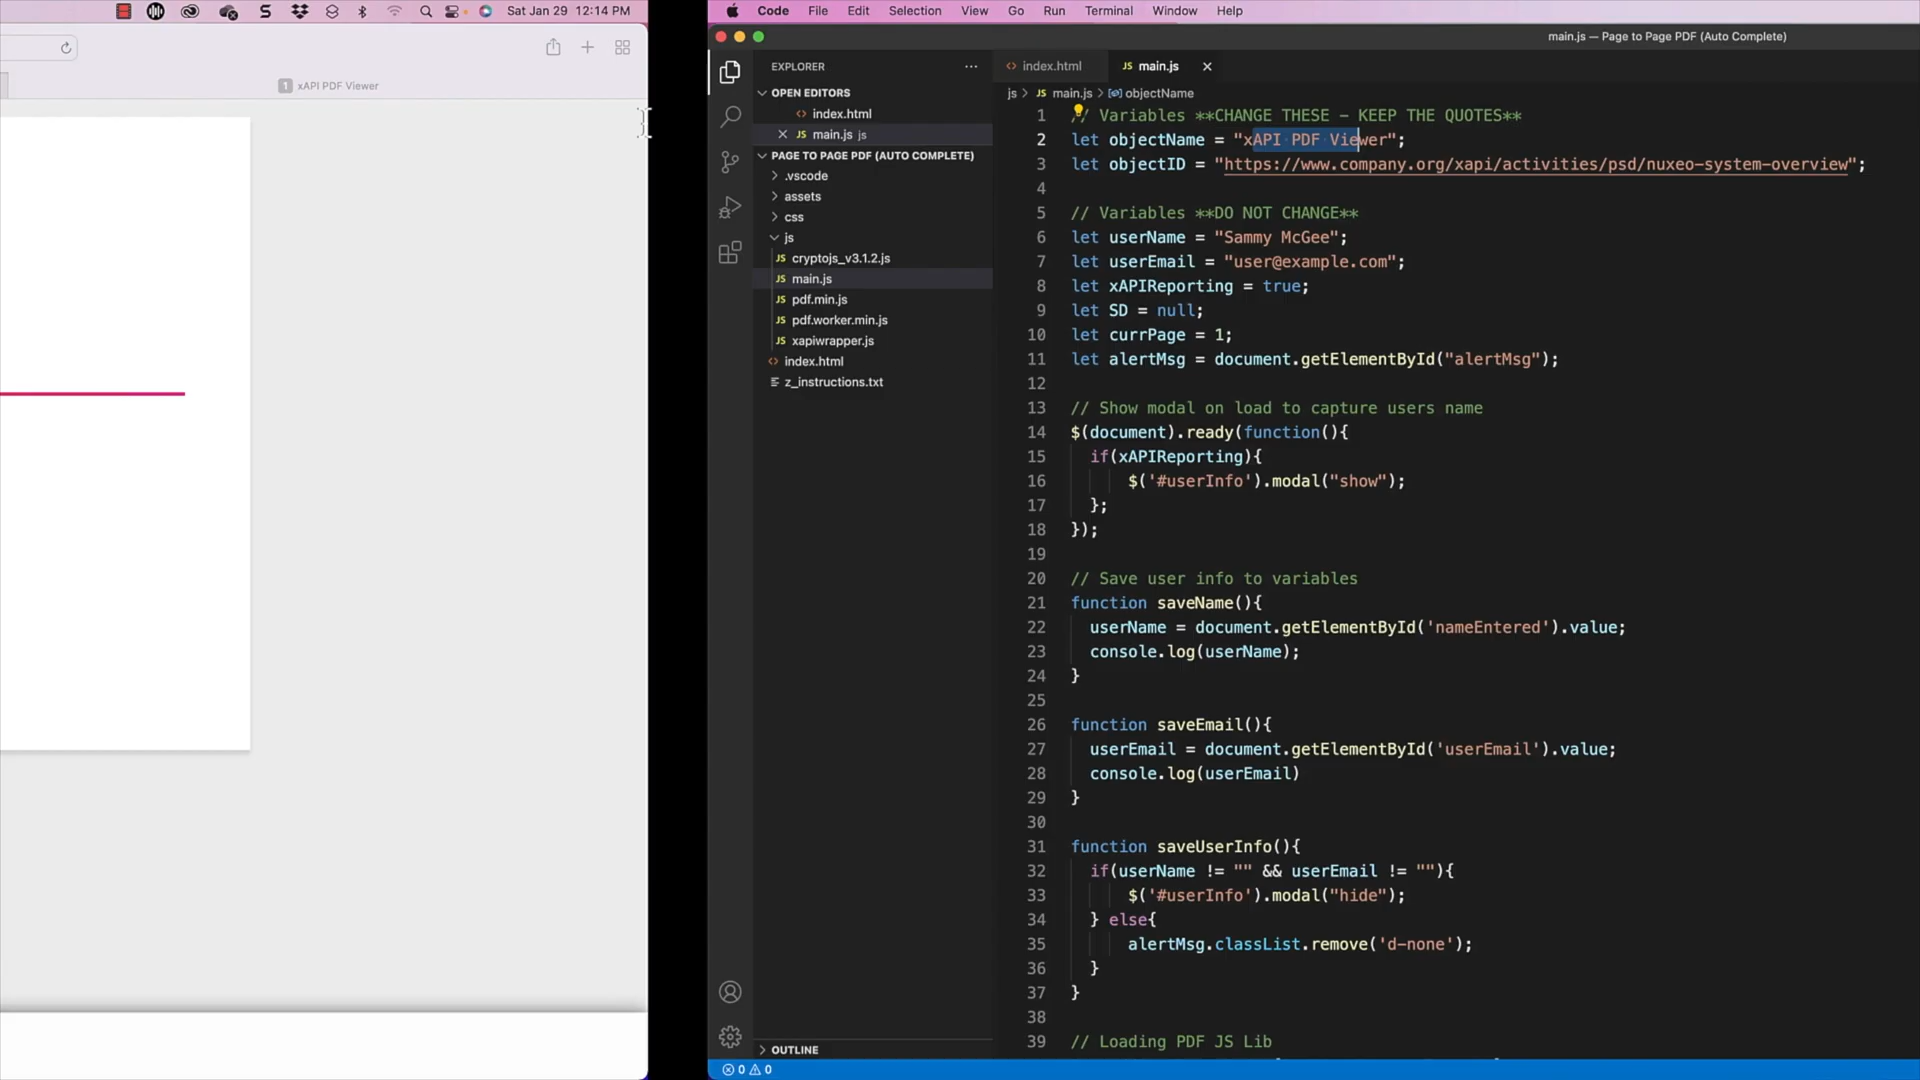 Sat Jan 29 12:14 PM
1 xAPI PDF Viewer
Code File Edit Selection View Go Run Terminal Window Help
main.js — Page to Page PDF (Auto Complete)
EXPLORER ...
OPEN EDITORS
<> index.html
JS main.js js
PAGE TO PAGE PDF (AUTO COMPLETE)
.vscode
assets
css
js
JS cryptojs_v3.1.2.js
JS main.js
JS pdf.min.js
JS pdf.worker.min.js
JS xapiwrapper.js
<> index.html
z_instructions.txt
OUTLINE
<> index.html
JS main.js
js > JS main.js > objectName
1 // Variables **CHANGE THESE – KEEP THE QUOTES**
2 let objectName = "xAPI PDF Viewer";
3 let objectID = "https://www.company.org/xapi/activities/psd/nuxeo-system-overview";
4
5 // Variables **DO NOT CHANGE**
6 let userName = "Sammy McGee";
7 let userEmail = "user@example.com";
8 let xAPIReporting = true;
9 let SD = null;
10 let currPage = 1;
11 let alertMsg = document.getElementById("alertMsg");
12
13 // Show modal on load to capture users name
14 $(document).ready(function(){
15 if(xAPIReporting){
16 $('#userInfo').modal("show");
17 };
18 });
19
20 // Save user info to variables
21 function saveName(){
22 userName = document.getElementById('nameEntered').value;
23 console.log(userName);
24 }
25
26 function saveEmail(){
27 userEmail = document.getElementById('userEmail').value;
28 console.log(userEmail)
29 }
30
31 function saveUserInfo(){
32 if(userName != "" && userEmail != ""){
33 $('#userInfo').modal("hide");
34 } else{
35 alertMsg.classList.remove('d-none');
36 }
37 }
38
39 // Loading PDF JS Lib
0 0